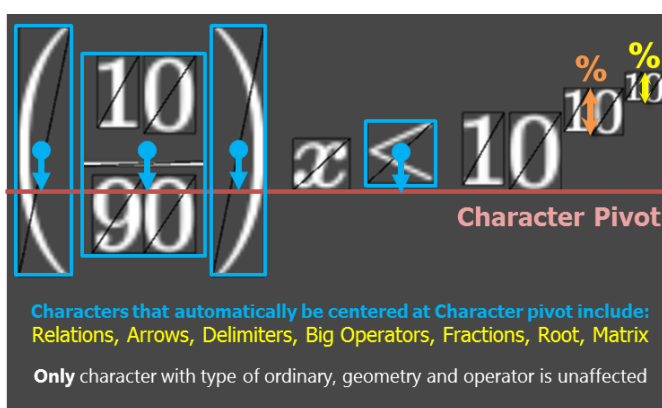 % %
( 10 / 90 ) x < 10 10 10
Character Pivot
Characters that automatically be centered at Character pivot include:
Relations, Arrows, Delimiters, Big Operators, Fractions, Root, Matrix
Only character with type of ordinary, geometry and operator is unaffected